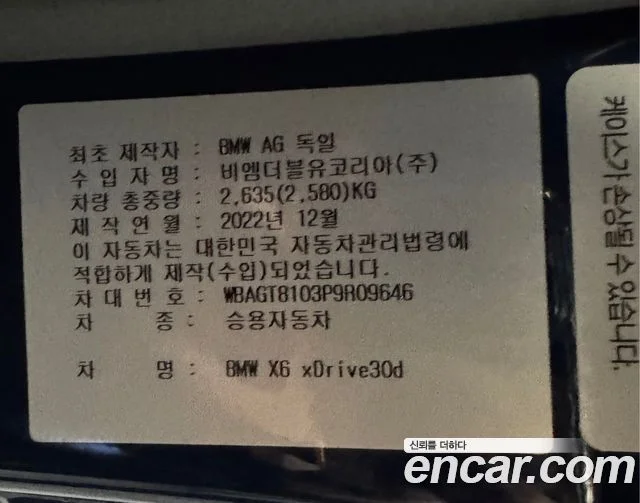 최초 제작자 : BMW AG 독일
수 입 자 명 : 비엠더블유코리아(주)
차량 총중량 : 2,635(2,580)KG
제 작 연 월 : 2022년 12월
이 자동차는 대한민국 자동차관리법령에
적합하게 제작(수입)되었습니다.
차 대 번 호 : WBAGT8103P9R09646
차 종 : 승용자동차
차 명 : BMW X6 xDrive30d
케이스가 손상될 수 있습니다.
신뢰를 더하다
encar.com